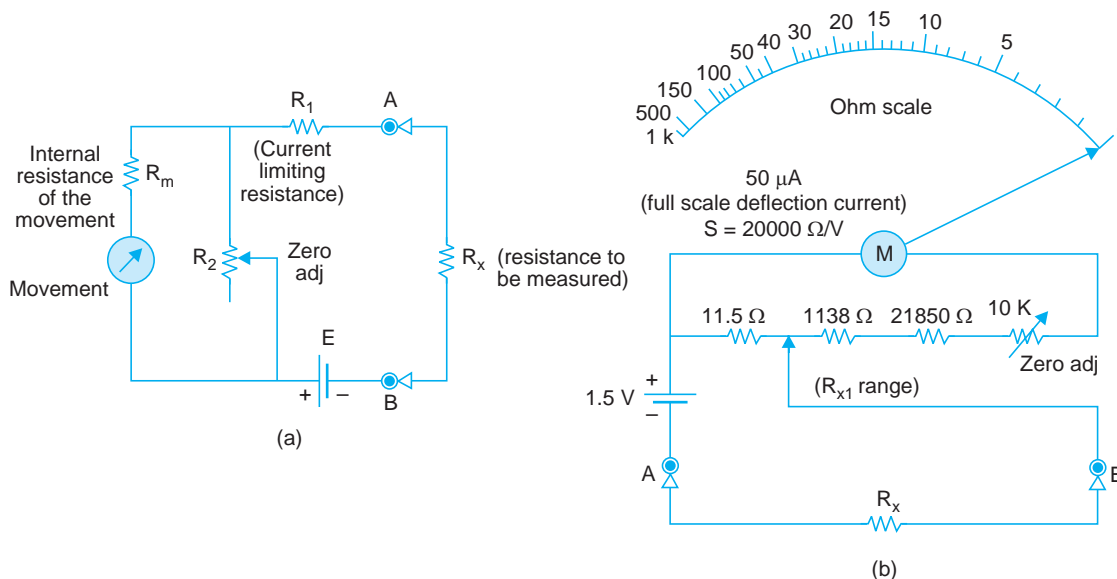 R1
A
Internal
resistance
of the
movement
Rm
(Current
limiting
resistance)
R2
Zero
adj
Rx (resistance to
be measured)
Movement
E
+ –
B
(a)
1 k
500
150
100
50
40
30
20
15
10
5
Ohm scale
50 μA
(full scale deflection current)
S = 20000 Ω/V
M
11.5 Ω
1138 Ω
21850 Ω
10 K
Zero adj
+
1.5 V
–
(Rx1 range)
A
B
Rx
(b)